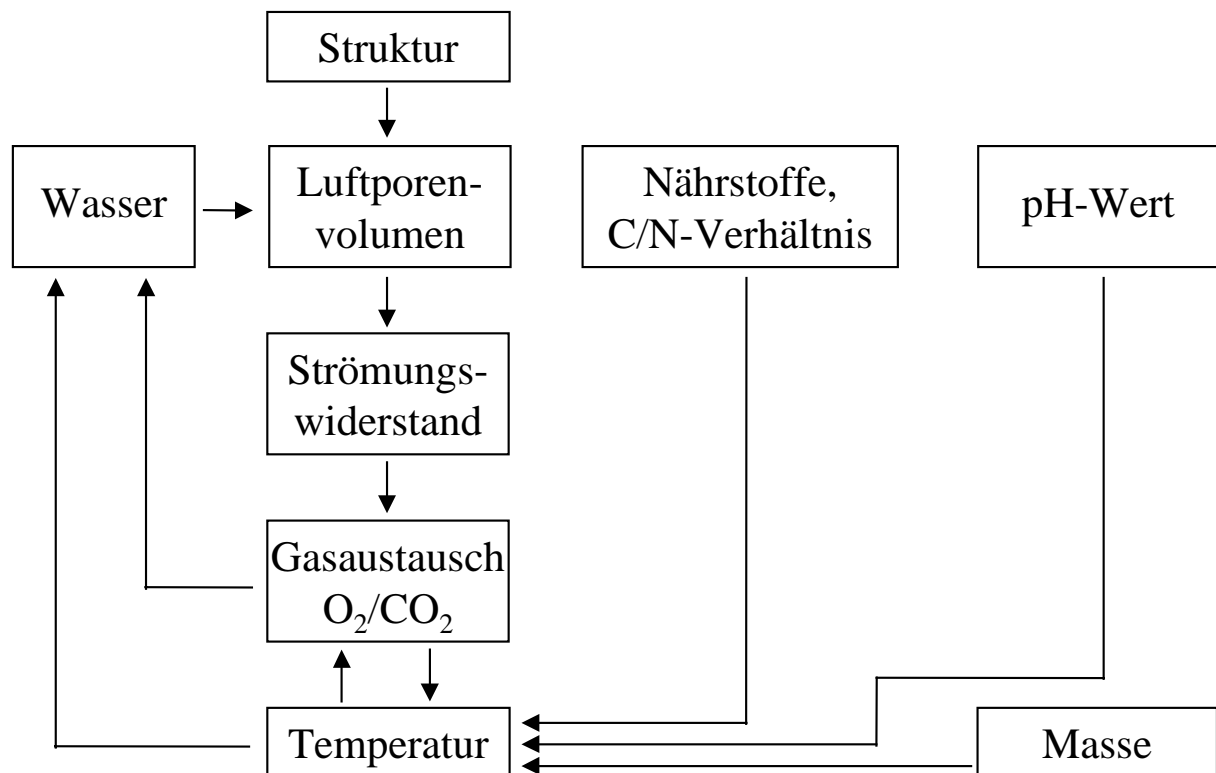 Struktur
Wasser
Luftporen-
volumen
Nährstoffe,
C/N-Verhältnis
pH-Wert
Strömungs-
widerstand
Gasaustausch
O₂/CO₂
Temperatur
Masse